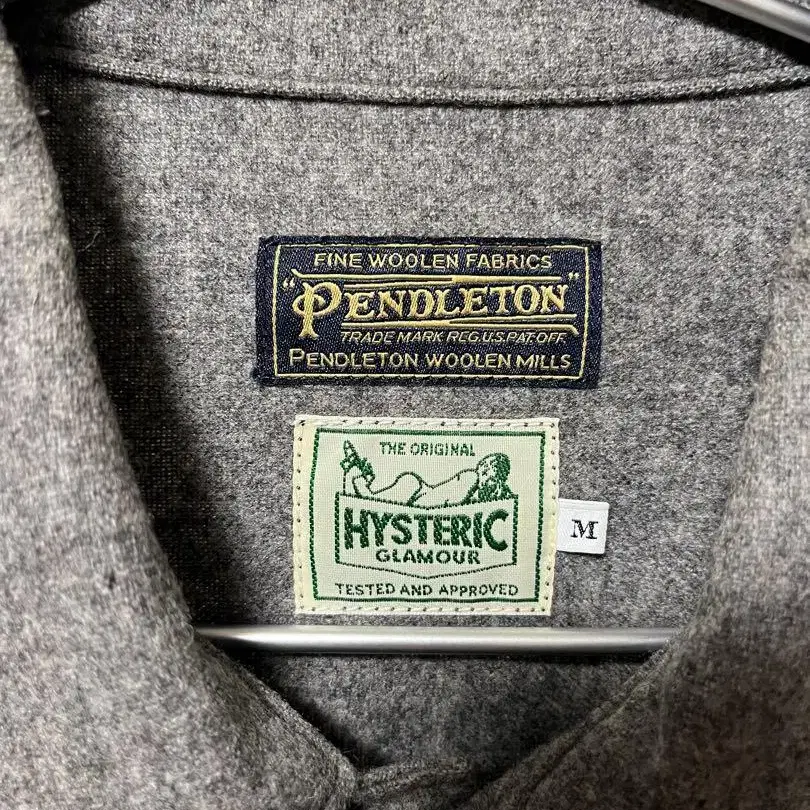 FINE WOOLEN FABRICS
"PENDLETON"
TRADE MARK REG.U.S.PAT.OFF.
PENDLETON WOOLEN MILLS
THE ORIGINAL
HYSTERIC
GLAMOUR
TESTED AND APPROVED
M